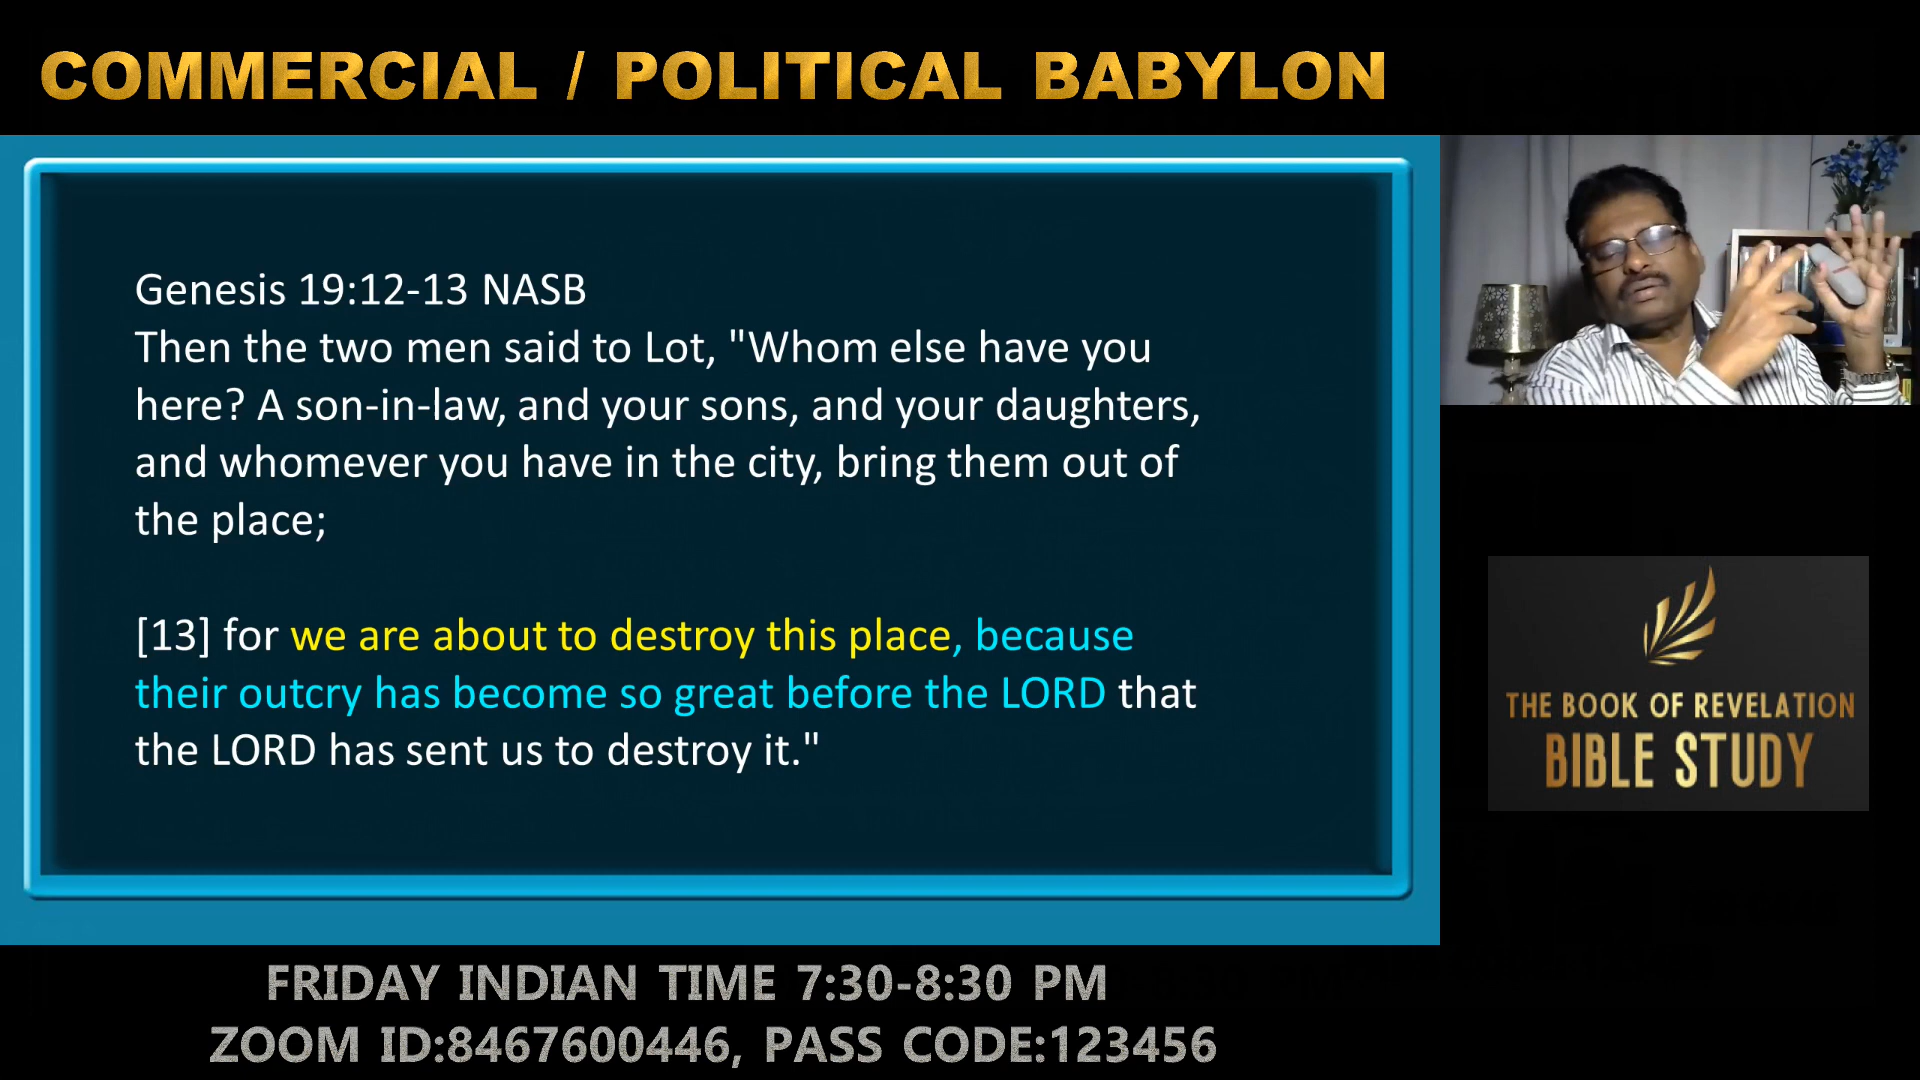 COMMERCIAL / POLITICAL BABYLON
Genesis 19:12-13 NASB
Then the two men said to Lot, "Whom else have you
here? A son-in-law, and your sons, and your daughters,
and whomever you have in the city, bring them out of
the place;
[13] for we are about to destroy this place, because
their outcry has become so great before the LORD that
the LORD has sent us to destroy it."
THE BOOK OF REVELATION
BIBLE STUDY
FRIDAY INDIAN TIME 7:30-8:30 PM
ZOOM ID:8467600446, PASS CODE:123456